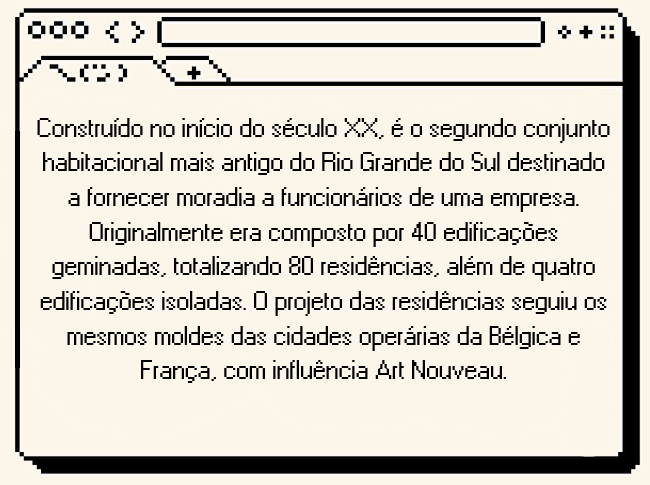 Construído no início do século XX, é o segundo conjunto
habitacional mais antigo do Rio Grande do Sul destinado
a fornecer moradia a funcionários de uma empresa.
Originalmente era composto por 40 edificações
geminadas, totalizando 80 residências, além de quatro
edificações isoladas. O projeto das residências seguiu os
mesmos moldes das cidades operárias da Bélgica e
França, com influência Art Nouveau.